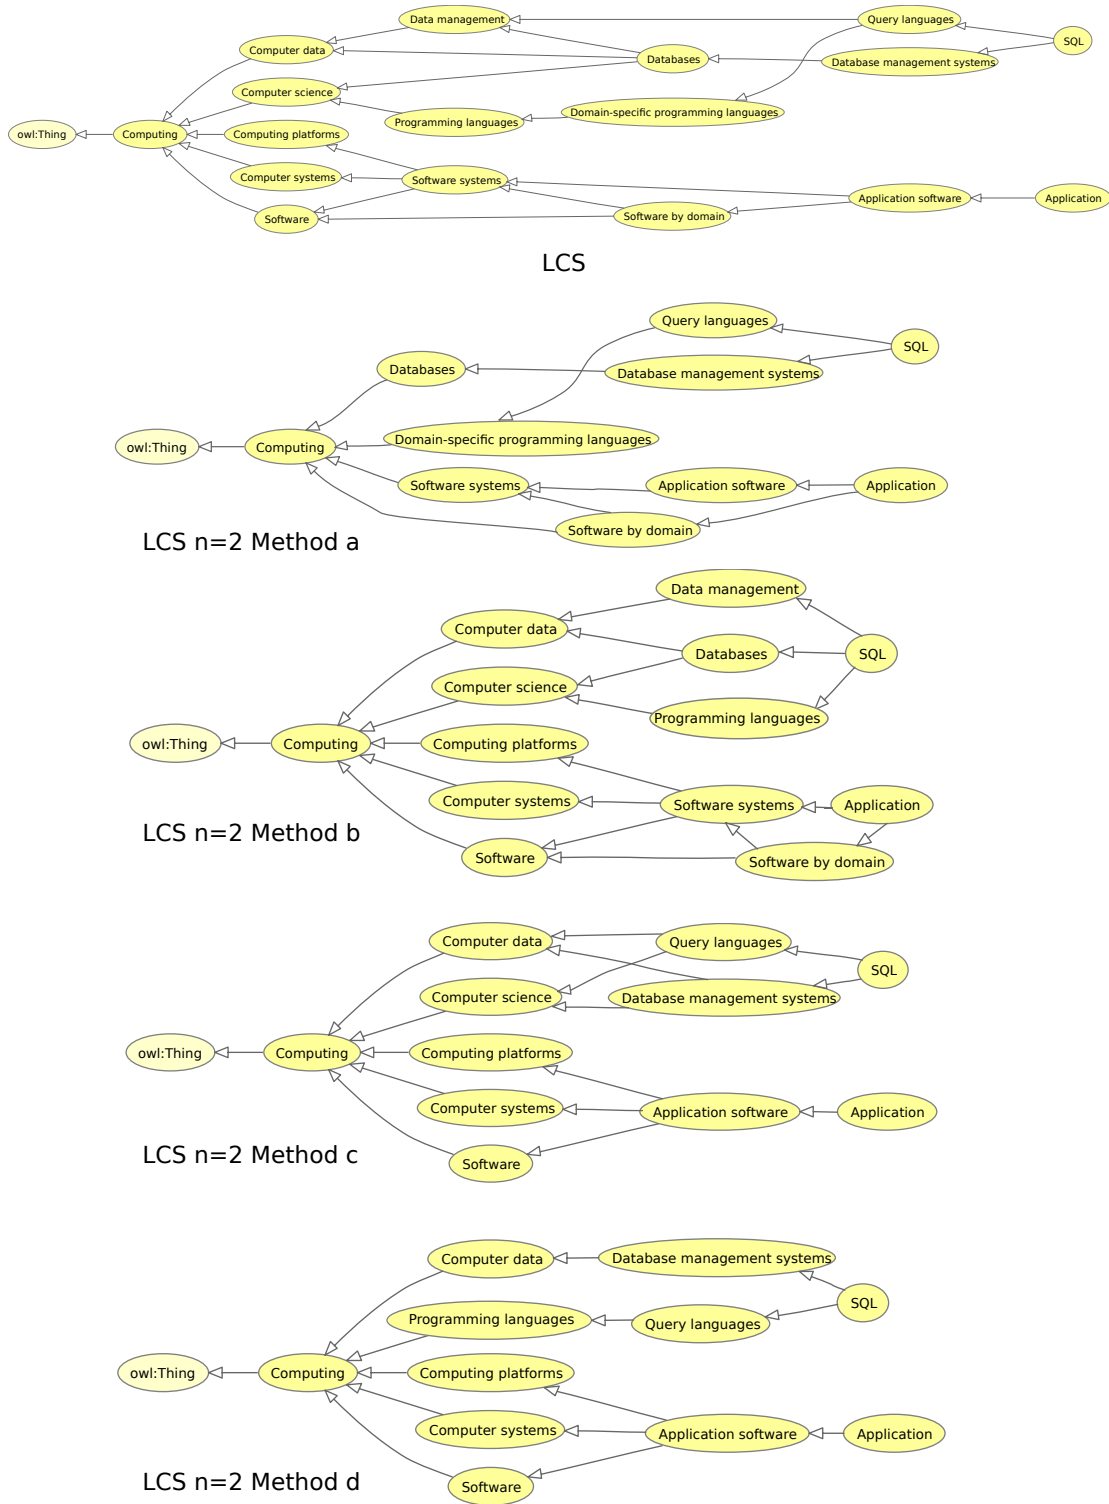 Data management
Query languages
SQL
Computer data
Databases
Database management systems
Computer science
Domain-specific programming languages
Programming languages
owl:Thing
Computing
Computing platforms
Computer systems
Software systems
Application software
Application
Software
Software by domain
LCS
Query languages
SQL
Databases
Database management systems
Domain-specific programming languages
owl:Thing
Computing
Software systems
Application software
Application
Software by domain
LCS n=2 Method a
Data management
Computer data
Databases
SQL
Computer science
Programming languages
owl:Thing
Computing
Computing platforms
Computer systems
Software systems
Application
LCS n=2 Method b
Software
Software by domain
Computer data
Query languages
SQL
Computer science
Database management systems
owl:Thing
Computing
Computing platforms
Computer systems
Application software
Application
LCS n=2 Method c
Software
Computer data
Database management systems
SQL
Programming languages
Query languages
owl:Thing
Computing
Computing platforms
Computer systems
Application software
Application
LCS n=2 Method d
Software